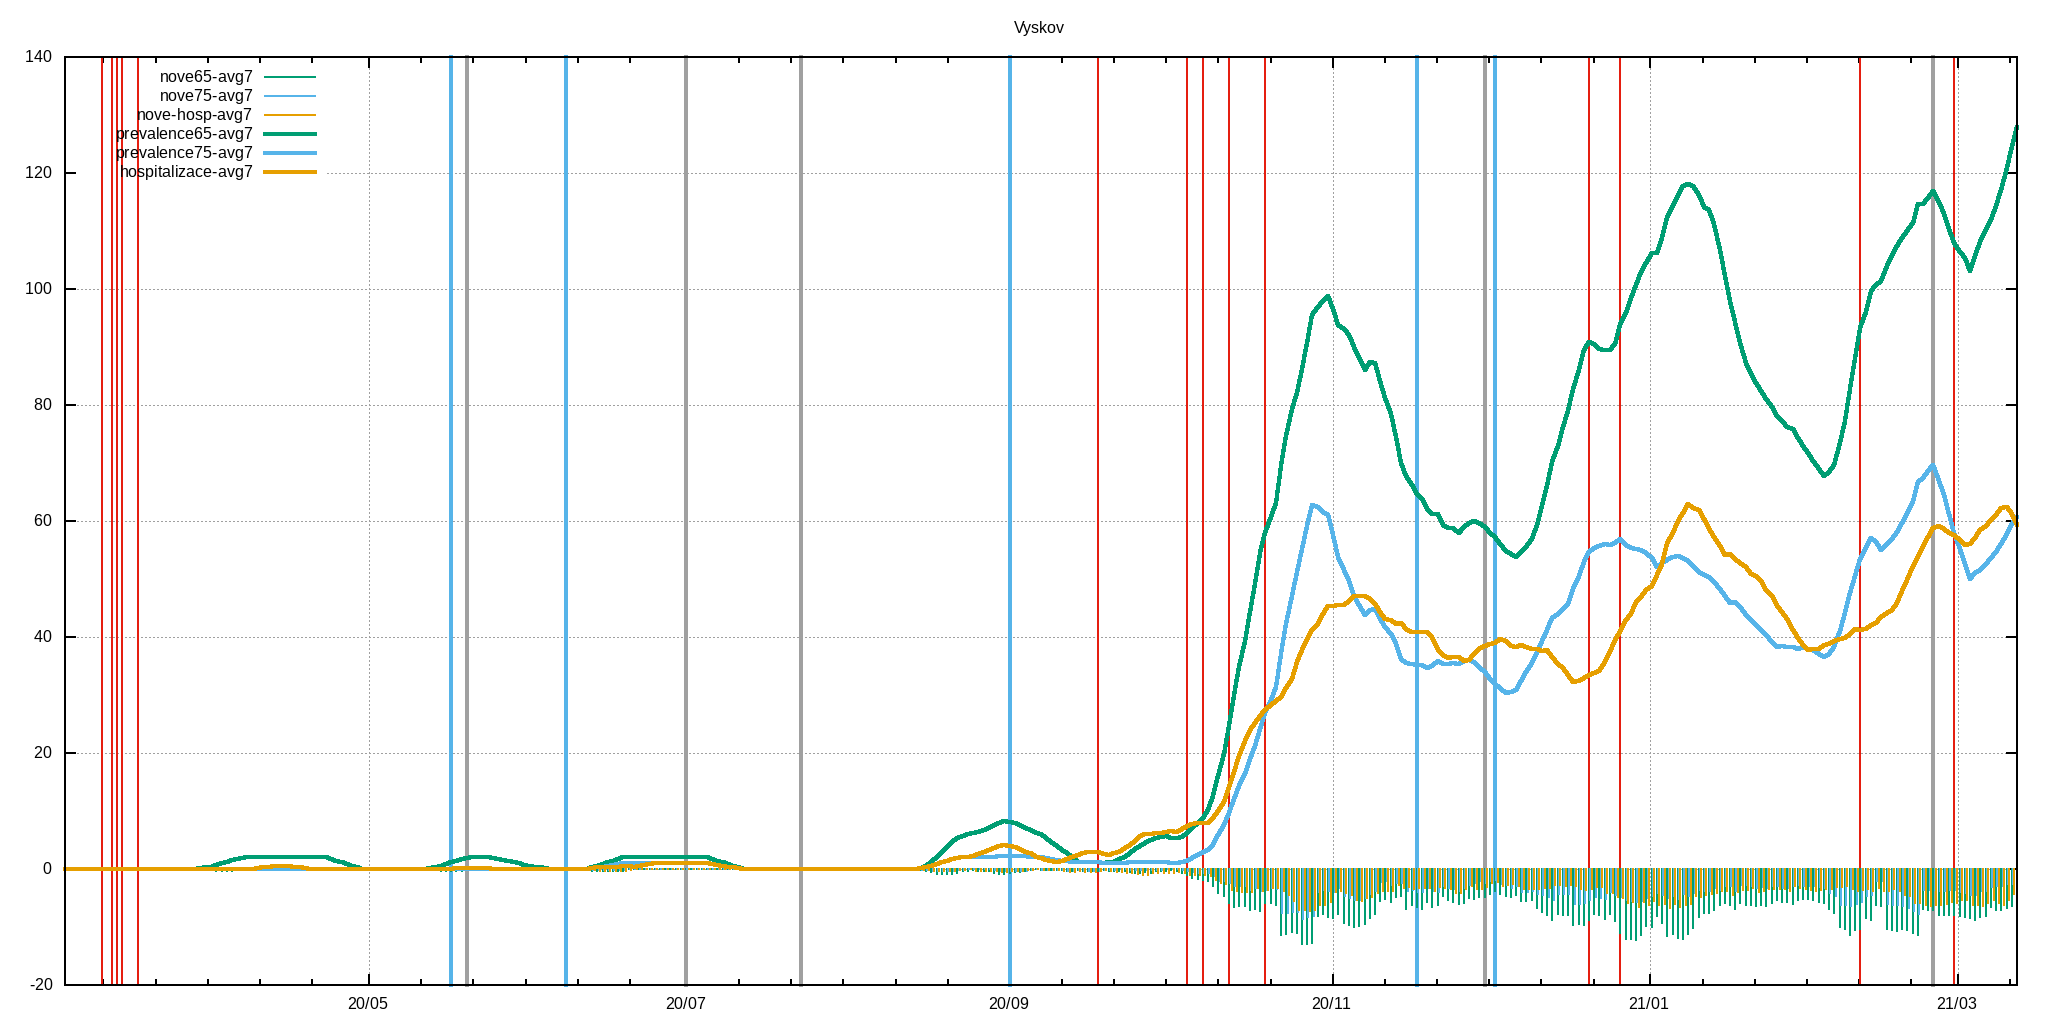 Vyskov
140
120
100
80
60
40
20
0
-20
nove65-avg7
nove75-avg7
nove-hosp-avg7
prevalence65-avg7
prevalence75-avg7
hospitalizace-avg7
20/05
20/07
20/09
20/11
21/01
21/03